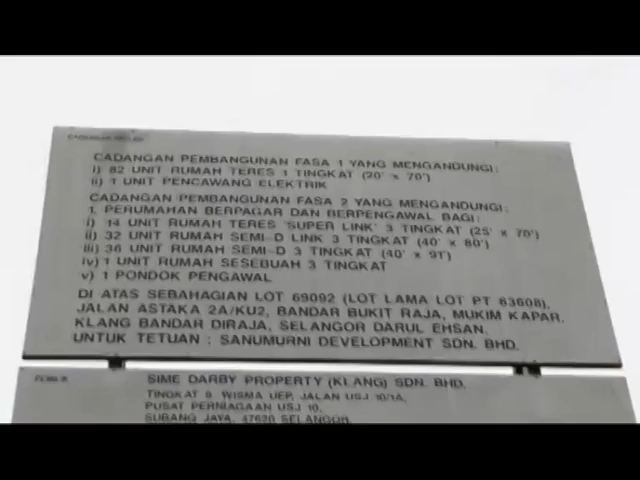 CADANGAN PEMBANGUNAN FASA 1 YANG MENGANDUNGI:
i) 82 UNIT RUMAH TERES 1 TINGKAT (20' x 70')
ii) 1 UNIT PENCAWANG ELEKTRIK
CADANGAN PEMBANGUNAN FASA 2 YANG MENGANDUNGI:
1. PERUMAHAN BERPAGAR DAN BERPENGAWAL BAGI:
i) 14 UNIT RUMAH TERES 'SUPER LINK' 3 TINGKAT (25' x 70')
ii) 32 UNIT RUMAH SEMI-D LINK 3 TINGKAT (40' x 80')
iii) 36 UNIT RUMAH SEMI-D 3 TINGKAT (40' x 91')
iv) 1 UNIT RUMAH SESEBUAH 3 TINGKAT
v) 1 PONDOK PENGAWAL
DI ATAS SEBAHAGIAN LOT 69092 (LOT LAMA LOT PT 63608),
JALAN ASTAKA 2A/KU2, BANDAR BUKIT RAJA, MUKIM KAPAR,
KLANG BANDAR DIRAJA, SELANGOR DARUL EHSAN.
UNTUK TETUAN : SANUMURNI DEVELOPMENT SDN. BHD.
SIME DARBY PROPERTY (KLANG) SDN. BHD.
TINGKAT 9, WISMA UEP, JALAN USJ 10/1A,
PUSAT PERNIAGAAN USJ 10,
SUBANG JAYA, 47620 SELANGOR